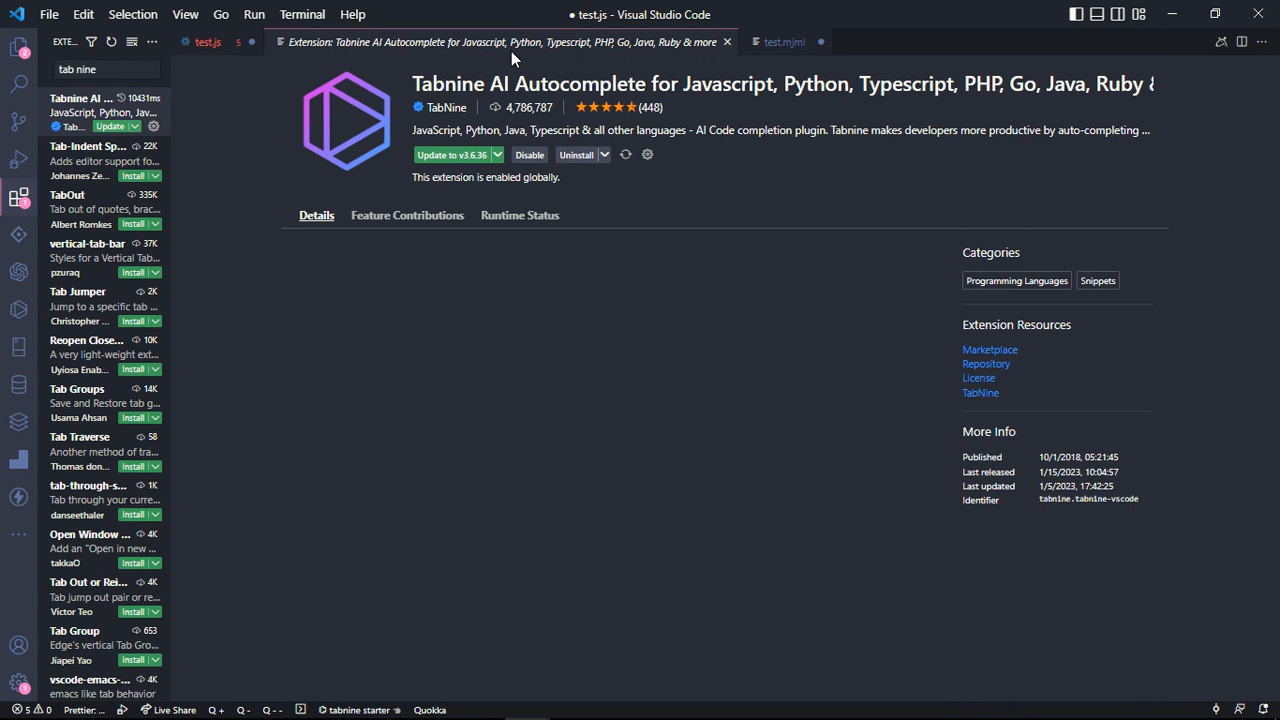 File Edit Selection View Go Run Terminal Help
● test.js - Visual Studio Code
EXTE...
test.js 5
Extension: Tabnine AI Autocomplete for Javascript, Python, Typescript, PHP, Go, Java, Ruby & more
test.mjml
2
1
1
tab nine
Tabnine AI ... 10431ms
JavaScript, Python, Jav...
Tab... Update
Tab-Indent Sp... 22K
Adds editor support fo...
Johannes Ze... Install
TabOut 335K
Tab out of quotes, brac...
Albert Romkes Install
vertical-tab-bar 37K
Styles for a Vertical Tab...
pzuraq Install
Tab Jumper 2K
Jump to a specific tab ...
Christopher ... Install
Reopen Close... 10K
A very light-weight ext...
Uyiosa Enab... Install
Tab Groups 14K
Save and Restore tab g...
Usama Ahsan Install
Tab Traverse 58
Another method of tra...
Thomas don... Install
tab-through-s... 1K
Tab through your curre...
danseethaler Install
Open Window ... 4K
Add an "Open in new ...
takkaO Install
Tab Out or Rei... 4K
Tab jump out pair or re...
Victor Teo Install
Tab Group 653
Edge's vertical Tab Gro...
Jiapei Yao Install
vscode-emacs-... 4K
emacs like tab behavior
Tabnine AI Autocomplete for Javascript, Python, Typescript, PHP, Go, Java, Ruby &
TabNine 4,786,787 (448)
JavaScript, Python, Java, Typescript & all other languages - AI Code completion plugin. Tabnine makes developers more productive by auto-completing ...
Update to v3.6.36 Disable Uninstall
This extension is enabled globally.
Details Feature Contributions Runtime Status
Categories
Programming Languages Snippets
Extension Resources
Marketplace
Repository
License
TabNine
More Info
Published 10/1/2018, 05:21:45
Last released 1/15/2023, 10:04:57
Last updated 1/5/2023, 17:42:25
Identifier tabnine.tabnine-vscode
5 0 Prettier: ... Live Share Q + Q - Q - - tabnine starter Quokka